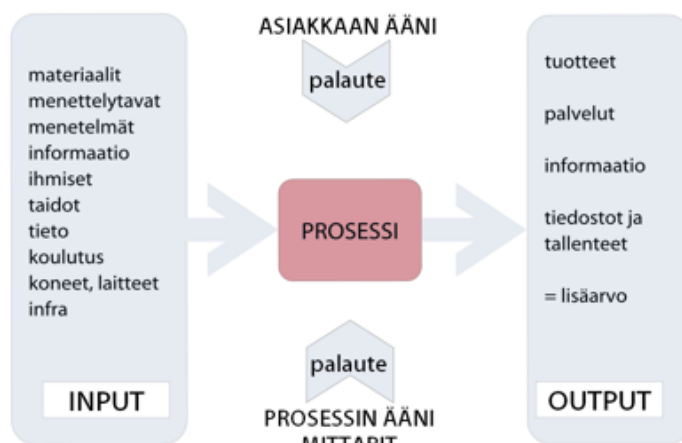 ASIAKKAAN ÄÄNI
palaute
materiaalit
menettelytavat
menetelmät
informaatio
ihmiset
taidot
tieto
koulutus
koneet, laitteet
infra
INPUT
PROSESSI
palaute
PROSESSIN ÄÄNI
MITTARIT
tuotteet
palvelut
informaatio
tiedostot ja
tallenteet
= lisäarvo
OUTPUT